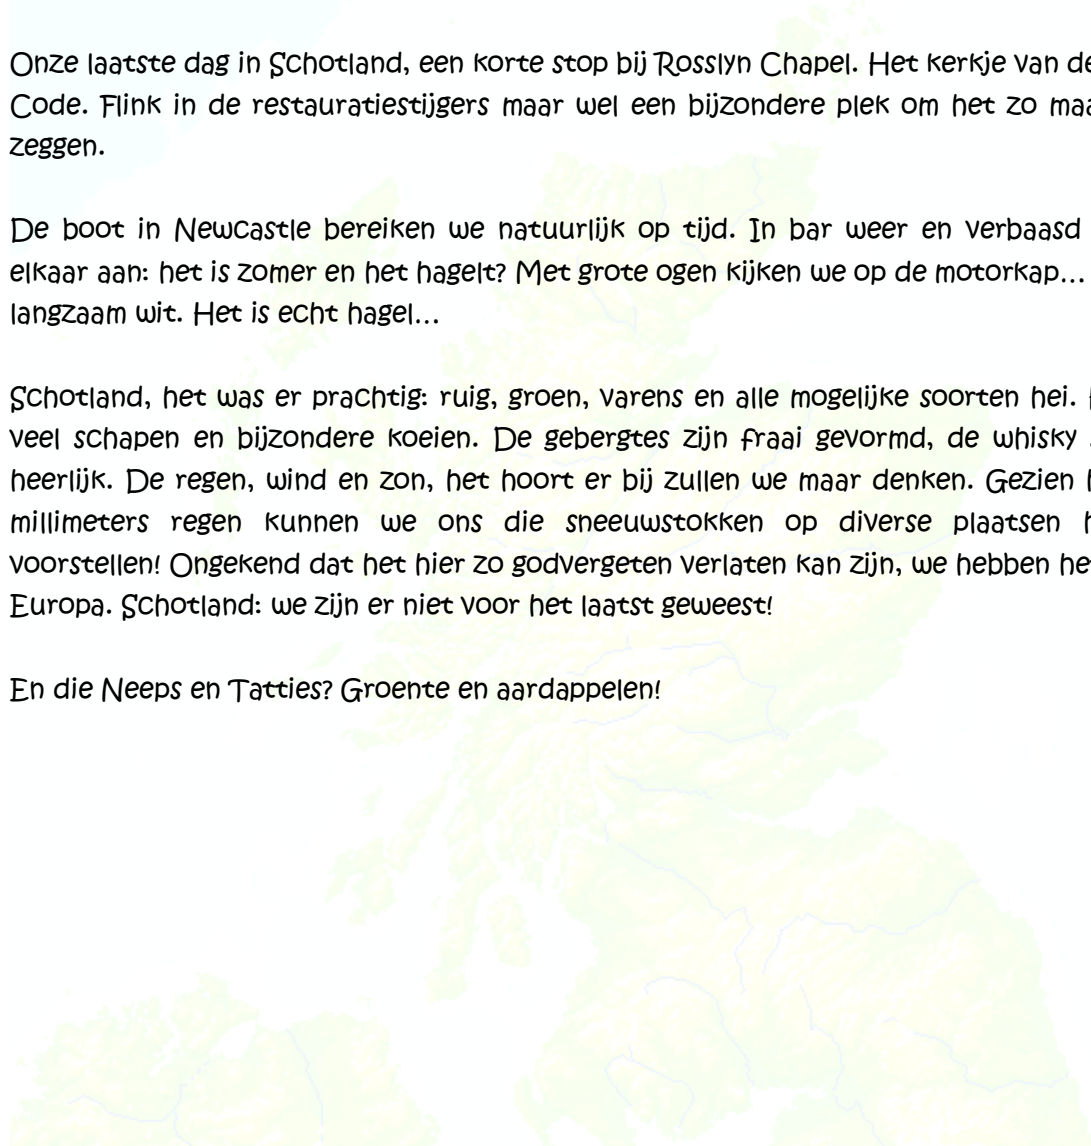 Onze laatste dag in Schotland, een korte stop bij Rosslyn Chapel. Het kerkje van
Code. Flink in de restauratiestijgers maar wel een bijzondere plek om het zo
zeggen.
De boot in Newcastle bereiken we natuurlijk op tijd. In bar weer en verbaasd
elkaar aan: het is zomer en het hagelt? Met grote ogen kijken we op de motorkap...
langzaam wit. Het is echt hagel...
Schotland, het was er prachtig: ruig, groen, varens en alle mogelijke soorten hei.
veel schapen en bijzondere koeien. De gebergtes zijn fraai gevormd, de whisky
heerlijk. De regen, wind en zon, het hoort er bij zullen we maar denken. Gezien
millimeters regen kunnen we ons die sneeuwstokken op diverse plaatsen
voorstellen! Ongekend dat het hier zo godvergeten verlaten kan zijn, we hebben
Europa. Schotland: we zijn er niet voor het laatst geweest!
En die Neeps en Tatties? Groente en aardappelen!